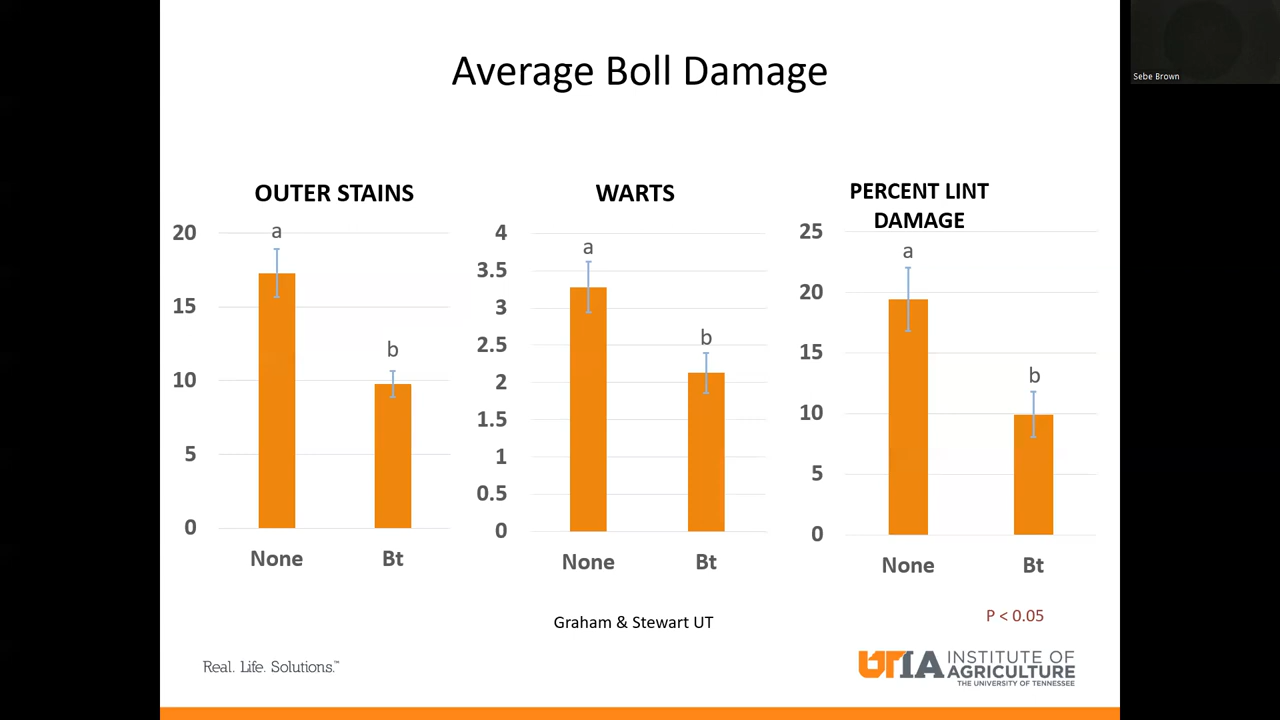 Average Boll Damage
Sebe Brown
OUTER STAINS
20
15
10
5
0
a
b
None Bt
WARTS
4
3.5
3
2.5
2
1.5
1
0.5
0
a
b
None Bt
PERCENT LINT
DAMAGE
25
20
15
10
5
0
a
b
None Bt
Graham & Stewart UT
P < 0.05
Real. Life. Solutions.™
UTIA INSTITUTE OF
AGRICULTURE
THE UNIVERSITY OF TENNESSEE